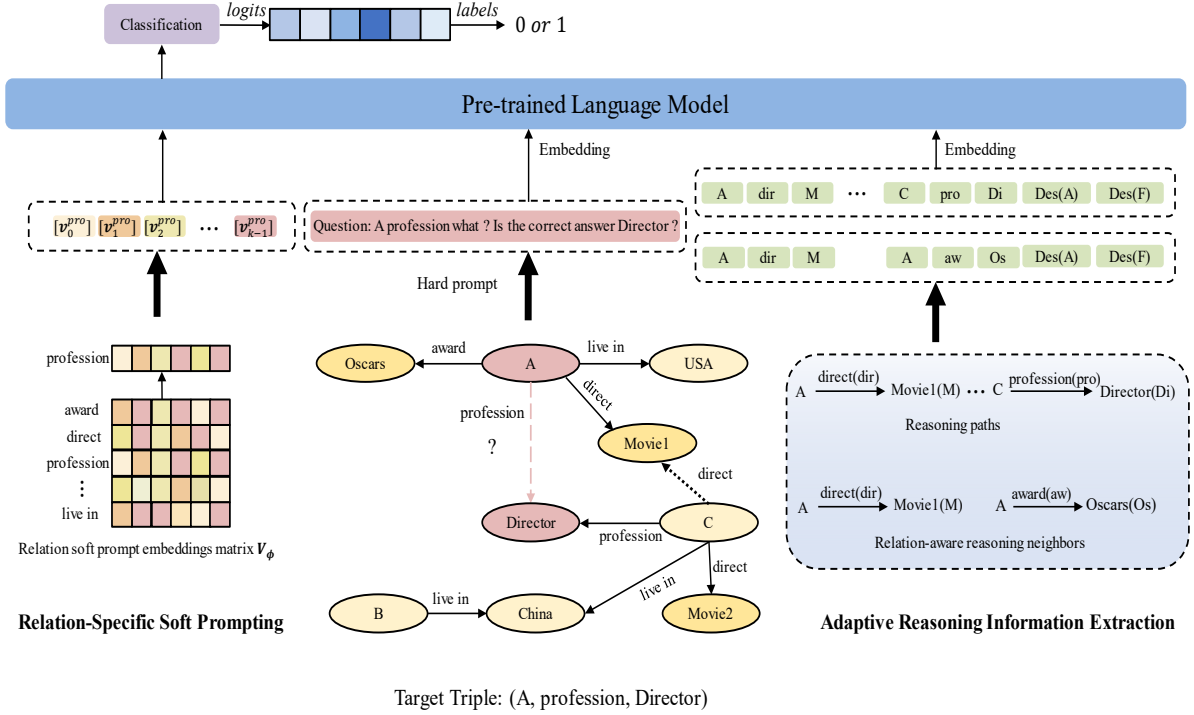 Classification
logits
labels
0 or 1
Pre-trained Language Model
Embedding
Embedding
A dir M ··· C pro Di Des(A) Des(F)
[v_0^{pro}] [v_1^{pro}] [v_2^{pro}] ··· [v_{k-1}^{pro}]
Question: A profession what ? Is the correct answer Director ?
A dir M A aw Os Des(A) Des(F)
Hard prompt
profession
award
direct
profession
⋮
live in
Relation soft prompt embeddings matrix V_ϕ
Relation-Specific Soft Prompting
Oscars
award
A
live in
USA
direct
profession
?
Movie1
direct
Director
profession
C
live in
direct
B
live in
China
Movie2
direct(dir)
A Movie1(M) ··· C
profession(pro)
Director(Di)
Reasoning paths
direct(dir)
A Movie1(M)
award(aw)
A Oscars(Os)
Relation-aware reasoning neighbors
Adaptive Reasoning Information Extraction
Target Triple: (A, profession, Director)